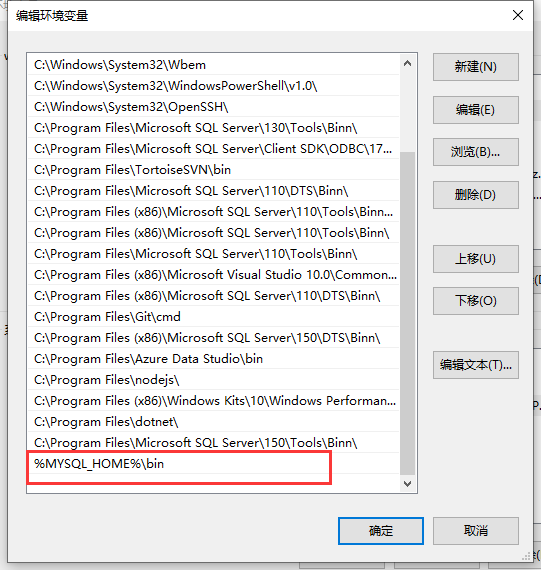 编辑环境变量
C:\Windows\System32\Wbem
C:\Windows\System32\WindowsPowerShell\v1.0\
C:\Windows\System32\OpenSSH\
C:\Program Files\Microsoft SQL Server\130\Tools\Binn\
C:\Program Files\Microsoft SQL Server\Client SDK\ODBC\17...
C:\Program Files\TortoiseSVN\bin
C:\Program Files\Microsoft SQL Server\110\DTS\Binn\
C:\Program Files (x86)\Microsoft SQL Server\110\Tools\Binn...
C:\Program Files (x86)\Microsoft SQL Server\110\Tools\Binn\
C:\Program Files\Microsoft SQL Server\110\Tools\Binn\
C:\Program Files (x86)\Microsoft Visual Studio 10.0\Common...
C:\Program Files (x86)\Microsoft SQL Server\110\DTS\Binn\
C:\Program Files\Git\cmd
C:\Program Files (x86)\Microsoft SQL Server\150\DTS\Binn\
C:\Program Files\Azure Data Studio\bin
C:\Program Files\nodejs\
C:\Program Files (x86)\Windows Kits\10\Windows Performan...
C:\Program Files\dotnet\
C:\Program Files\Microsoft SQL Server\150\Tools\Binn\
%MYSQL_HOME%\bin
新建(N)
编辑(E)
浏览(B)...
删除(D)
上移(U)
下移(O)
编辑文本(T)...
确定
取消